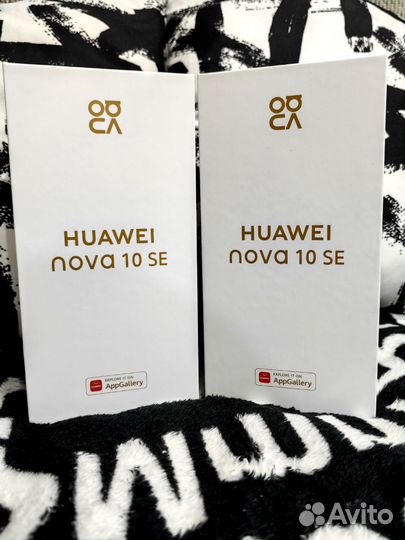 HUAWEI
nova 10 SE
EXPLORE IT ON
AppGallery
HUAWEI
nova 10 SE
EXPLORE IT ON
AppGallery
Avito